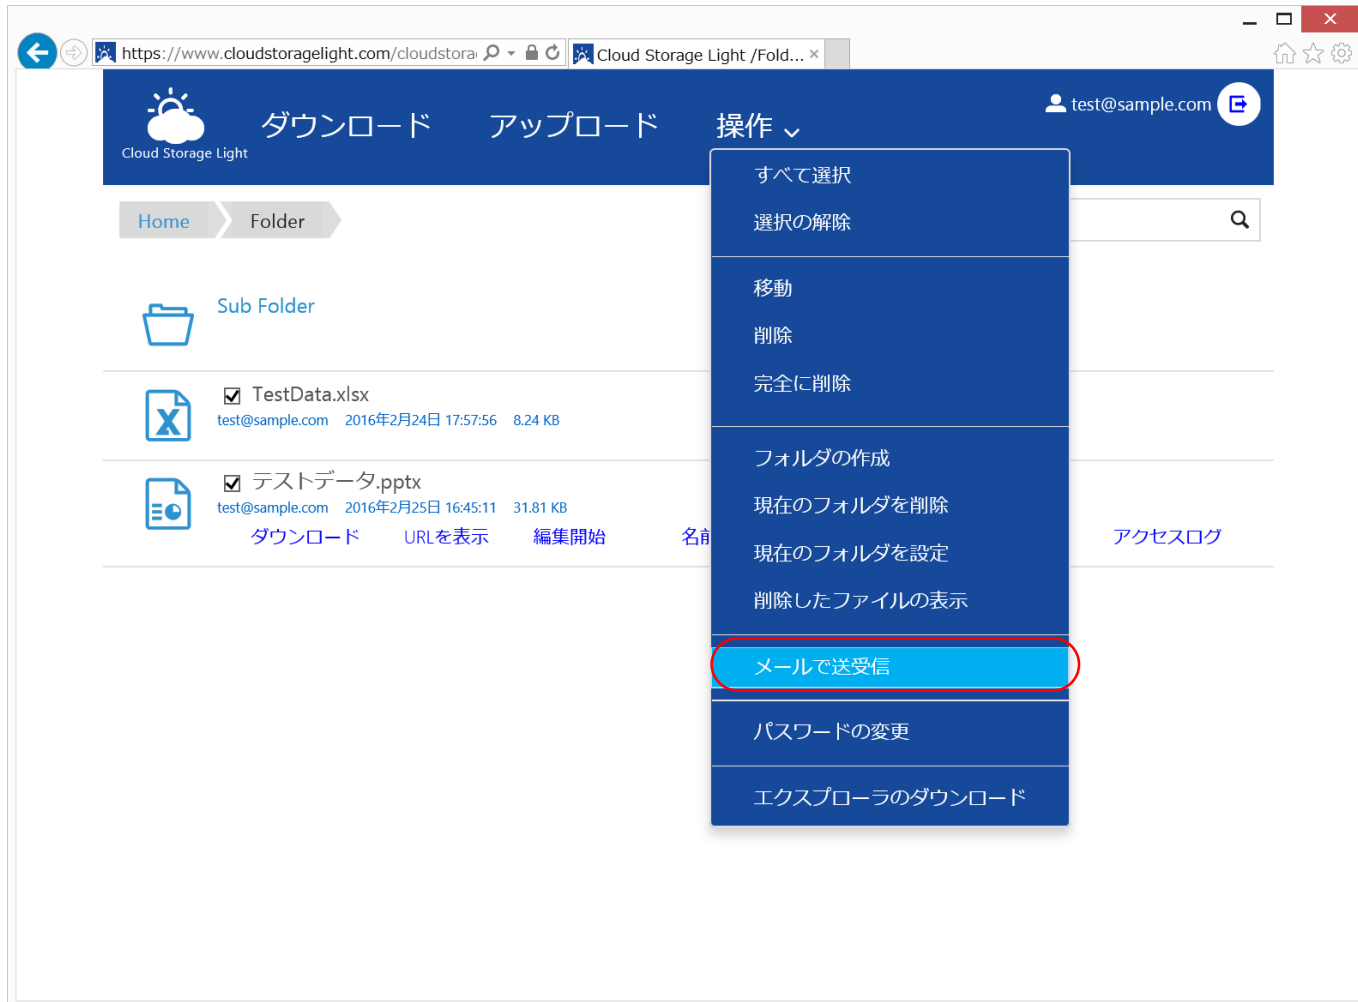 https://www.cloudstoragelight.com/cloudstora
Cloud Storage Light /Fold...
Cloud Storage Light
ダウンロード
アップロード
操作
test@sample.com
すべて選択
選択の解除
移動
削除
完全に削除
フォルダの作成
現在のフォルダを削除
現在のフォルダを設定
削除したファイルの表示
メールで送受信
パスワードの変更
エクスプローラのダウンロード
Home
Folder
Sub Folder
TestData.xlsx
test@sample.com 2016年2月24日 17:57:56 8.24 KB
テストデータ.pptx
test@sample.com 2016年2月25日 16:45:11 31.81 KB
ダウンロード URLを表示 編集開始 名前 アクセスログ